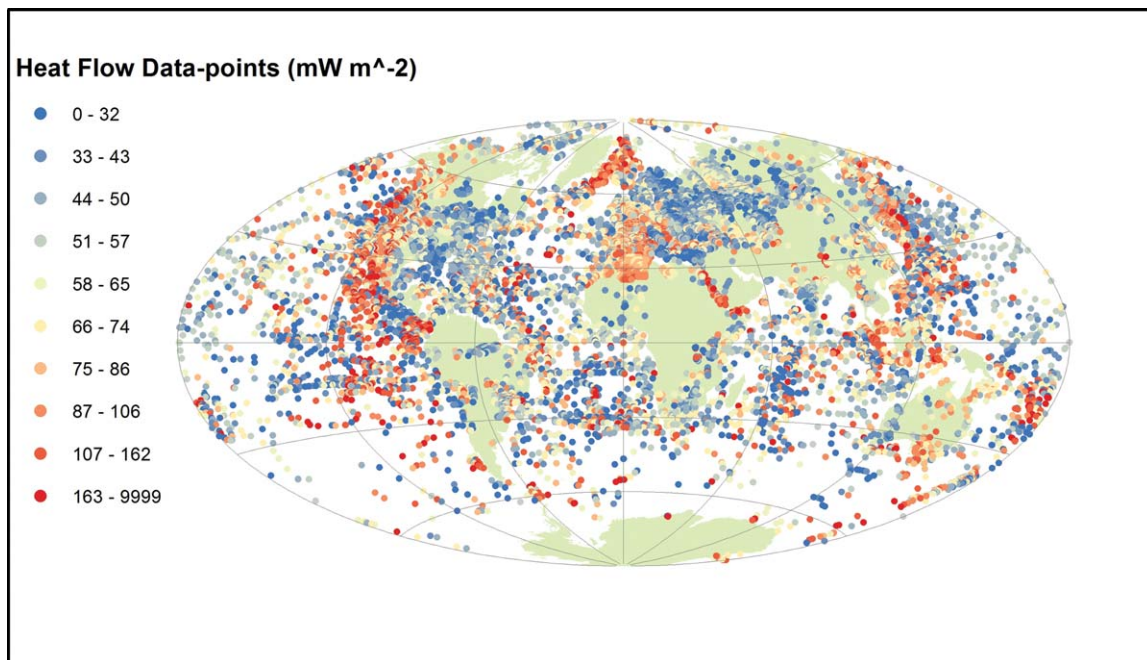 Heat Flow Data-points (mW m^-2)
0 - 32
33 - 43
44 - 50
51 - 57
58 - 65
66 - 74
75 - 86
87 - 106
107 - 162
163 - 9999